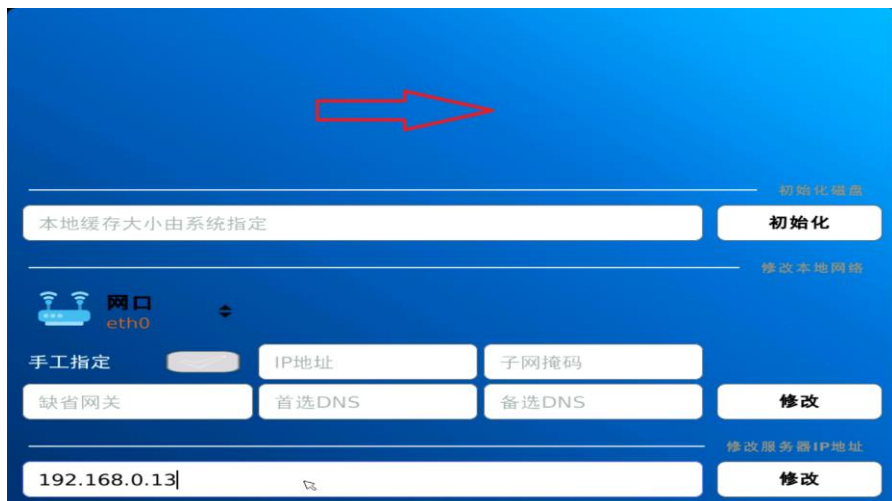 初始化磁盘
本地缓存大小由系统指定 初始化
修改本地网络
网口
eth0
手工指定 IP地址 子网掩码
缺省网关 首选DNS 备选DNS 修改
修改服务器IP地址
192.168.0.13 修改